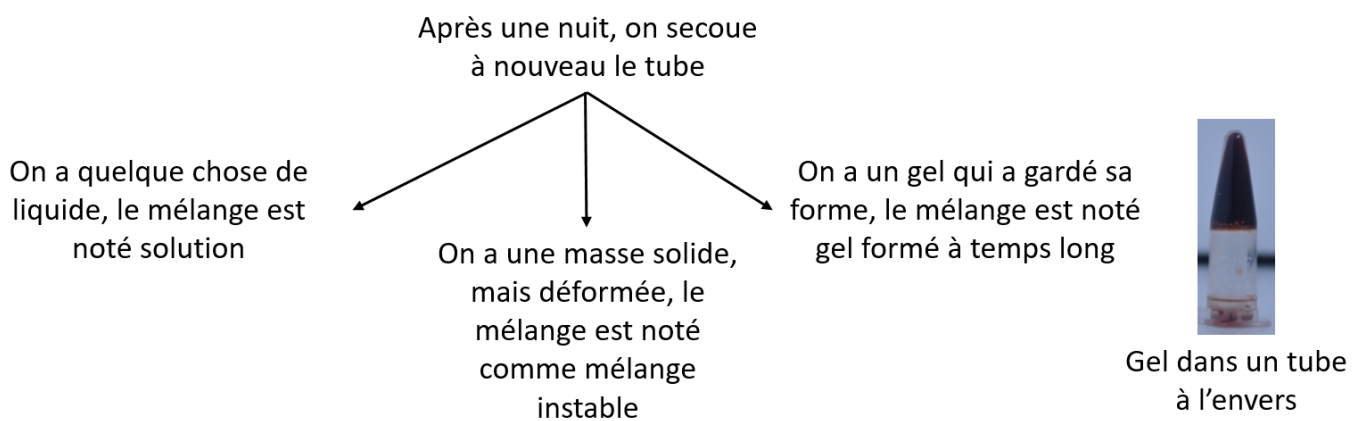 Après une nuit, on secoue
à nouveau le tube
On a quelque chose de
liquide, le mélange est
noté solution
On a une masse solide,
mais déformée, le
mélange est noté
comme mélange
instable
On a un gel qui a gardé sa
forme, le mélange est noté
gel formé à temps long
Gel dans un tube
à l’envers